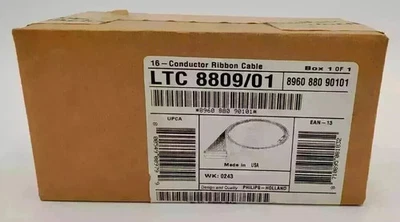 16-Conductor Ribbon Cable
Box 1 OF 1
LTC 8809/01
8960 880 90101
*8960 880 90101*
UPCA
EAN-13
Made in USA
WK: 0243
Design and Quality PHILIPS-HOLLAND